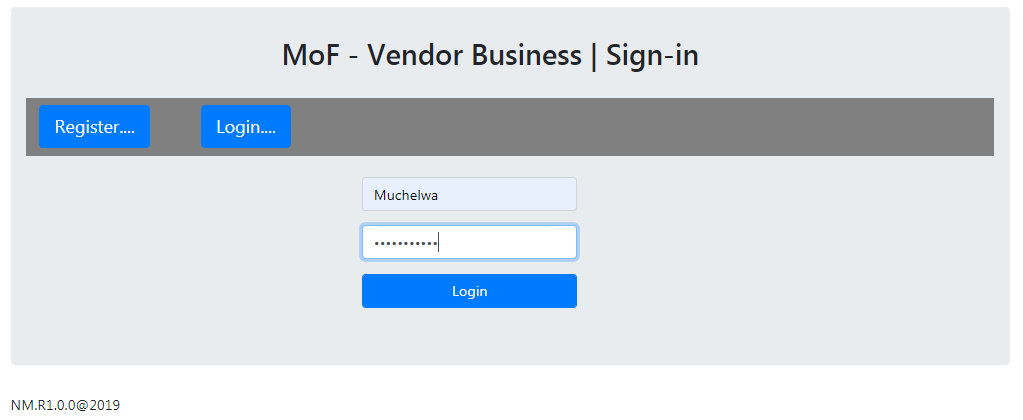 MoF - Vendor Business | Sign-in
Register.... Login....
Muchelwa
•••••••••••
Login
NM.R1.0.0@2019